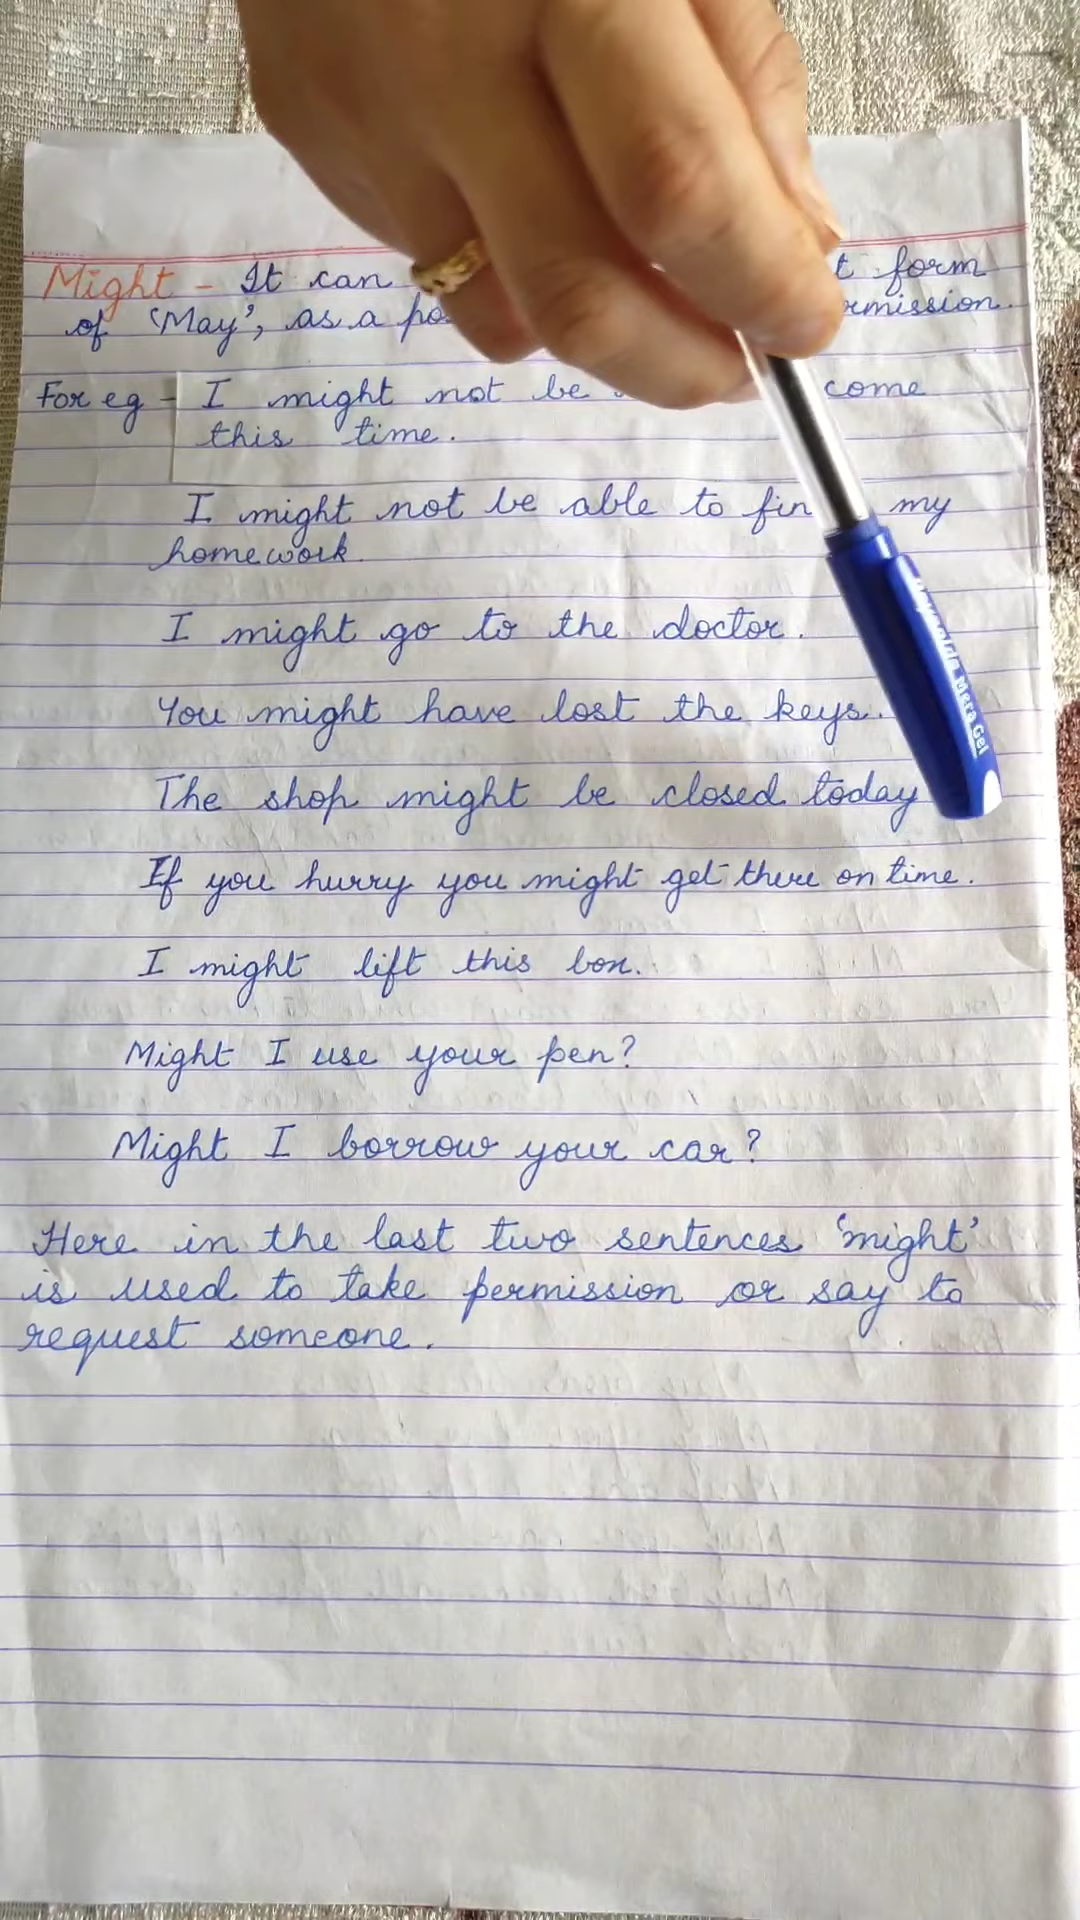 Might - It can form
of 'May', as a
For eg - I might not be come
this time.
I might not be able to my
homework.
I might go to the doctor.
You might have lost the keys.
The shop might be closed today
If you hurry you might get there on time.
I might lift this box.
Might I use your pen?
Might I borrow your car?
Here in the last two sentences 'might'
is used to take permission or say to
request someone.